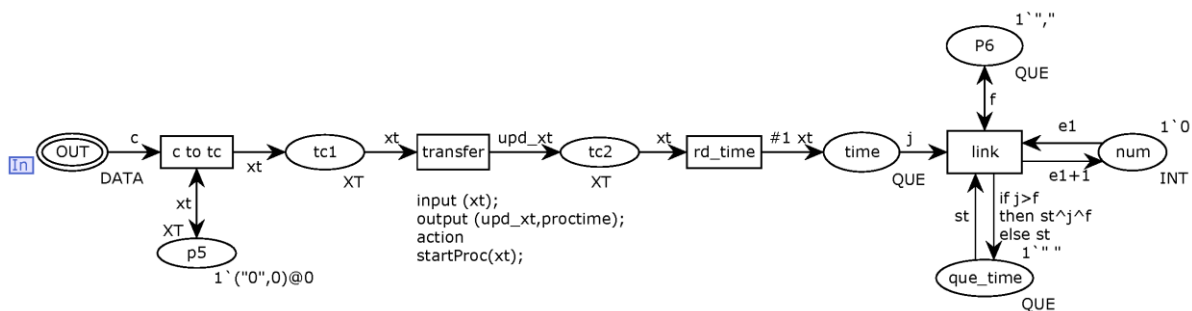 1`","
P6
QUE
f
In
OUT
c
c to tc
xt
tc1
xt
transfer
upd_xt
tc2
xt
rd_time
#1 xt
time
j
link
e1
1`0
num
e1+1
INT
DATA
XT
XT
QUE
xt
XT
p5
1`("0",0)@0
input (xt);
output (upd_xt,proctime);
action
startProc(xt);
st
if j>f
then st^j^f
else st
1`" "
que_time
QUE